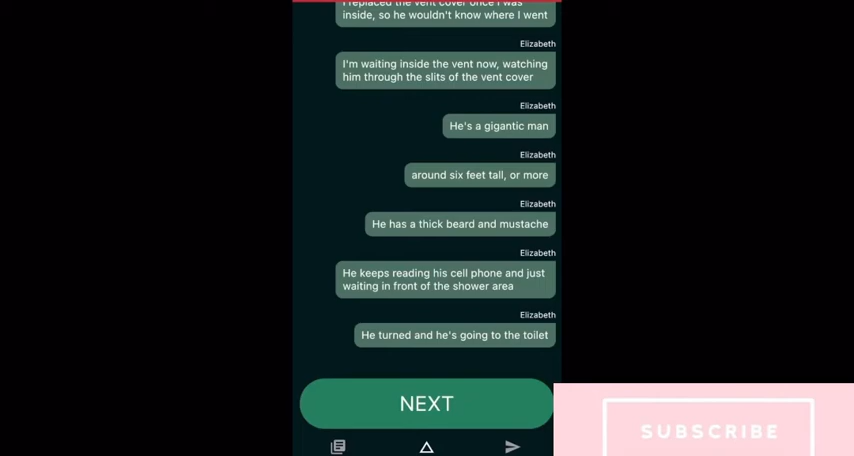 I replaced the vent cover once I was
inside, so he wouldn't know where I went
Elizabeth
I'm waiting inside the vent now, watching
him through the slits of the vent cover
Elizabeth
He's a gigantic man
Elizabeth
around six feet tall, or more
Elizabeth
He has a thick beard and mustache
Elizabeth
He keeps reading his cell phone and just
waiting in front of the shower area
Elizabeth
He turned and he's going to the toilet
NEXT
SUBSCRIBE